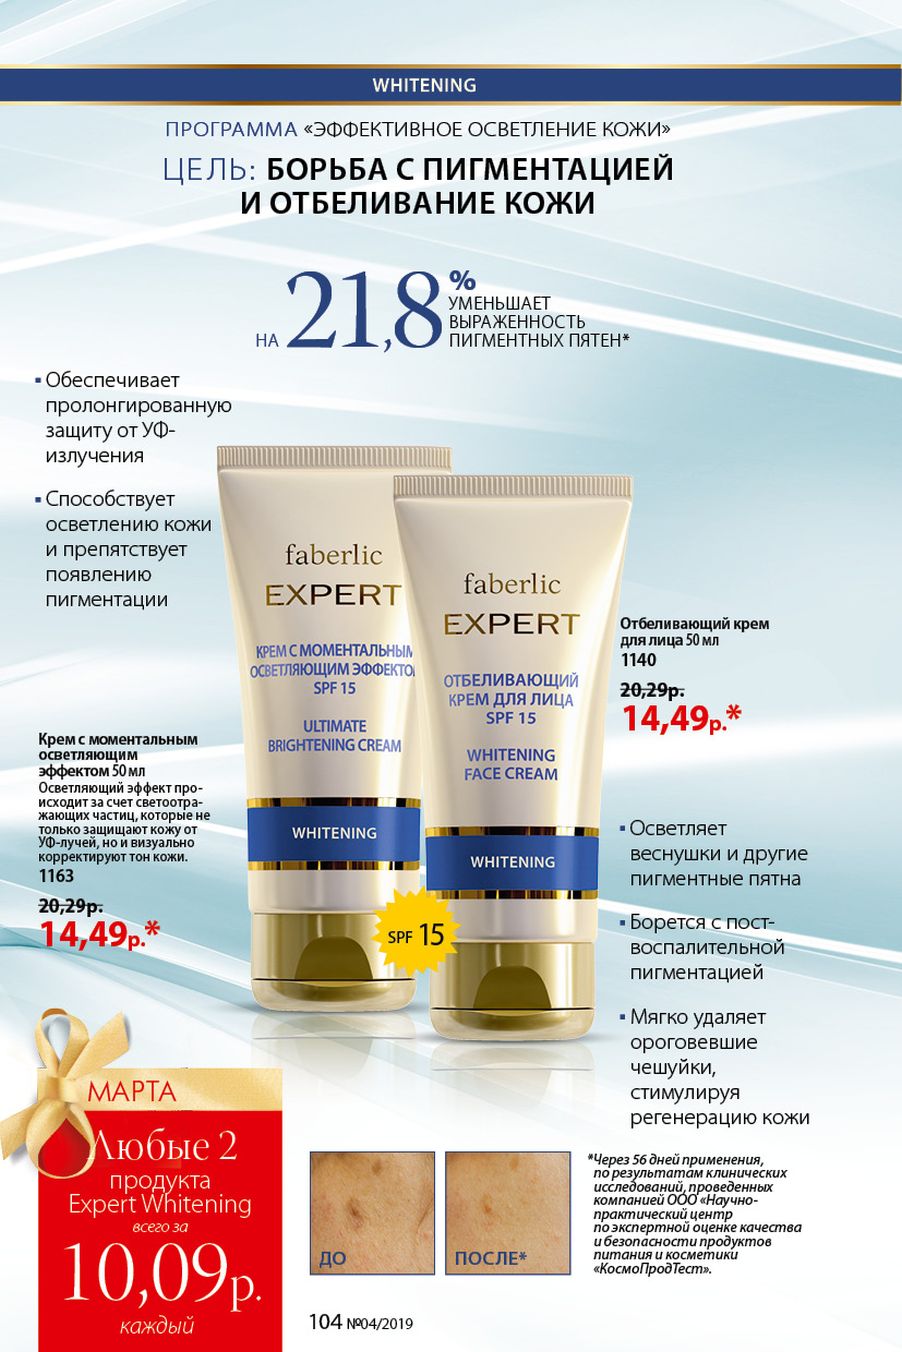 WHITENING
ПРОГРАММА «ЭФФЕКТИВНОЕ ОСВЕТЛЕНИЕ КОЖИ»
ЦЕЛЬ: БОРЬБА С ПИГМЕНТАЦИЕЙ
И ОТБЕЛИВАНИЕ КОЖИ
НА 21,8%
УМЕНЬШАЕТ
ВЫРАЖЕННОСТЬ
ПИГМЕНТНЫХ ПЯТЕН*
▪ Обеспечивает
пролонгированную
защиту от УФ-
излучения
▪ Способствует
осветлению кожи
и препятствует
появлению
пигментации
faberlic
EXPERT
КРЕМ С МОМЕНТАЛЬНЫМ
ОСВЕТЛЯЮЩИМ ЭФФЕКТО
SPF 15
ULTIMATE
BRIGHTENING CREAM
WHITENING
faberlic
EXPERT
ОТБЕЛИВАЮЩИЙ
КРЕМ ДЛЯ ЛИЦА
SPF 15
WHITENING
FACE CREAM
WHITENING
SPF 15
Отбеливающий крем
для лица 50 мл
1140
20,29р.
14,49р.*
Крем с моментальным
осветляющим
эффектом 50 мл
Осветляющий эффект про-
исходит за счет светоотра-
жающих частиц, которые не
только защищают кожу от
УФ-лучей, но и визуально
корректируют тон кожи.
1163
20,29р.
14,49р.*
▪ Осветляет
веснушки и другие
пигментные пятна
▪ Борется с пост-
воспалительной
пигментацией
▪ Мягко удаляет
ороговевшие
чешуйки,
стимулируя
регенерацию кожи
МАРТА
Любые 2
продукта
Expert Whitening
всего за
10,09р.
каждый
ДО
ПОСЛЕ*
*Через 56 дней применения,
по результатам клинических
исследований, проведенных
компанией ООО «Научно-
практический центр
по экспертной оценке качества
и безопасности продуктов
питания и косметики
«КосмоПродТест».
104 №04/2019